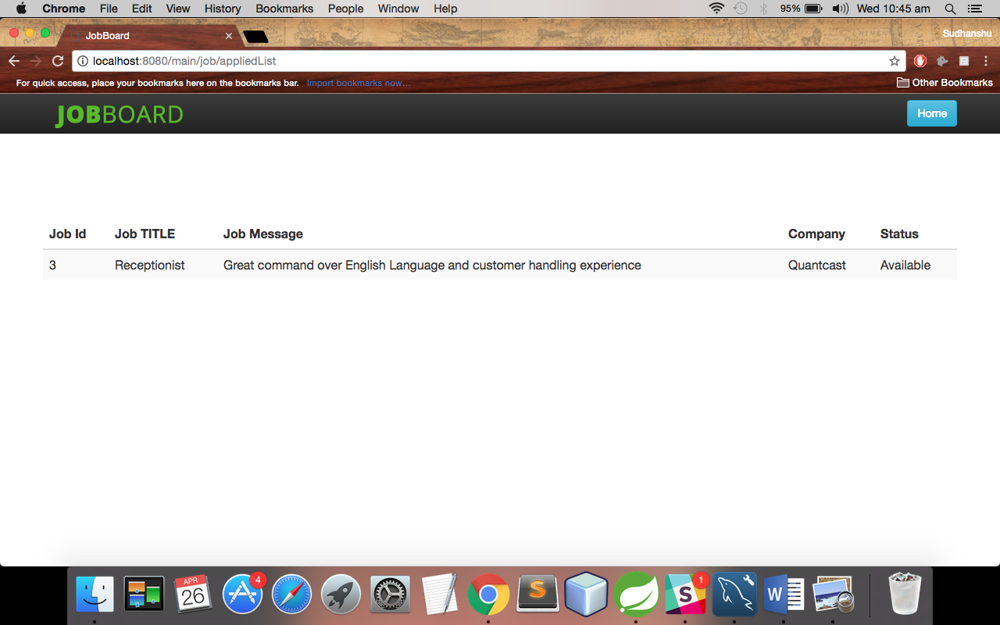 Chrome File Edit View History Bookmarks People Window Help 95% Wed 10:45 am
JobBoard Sudhanshu
localhost:8080/main/job/appliedList
For quick access, place your bookmarks here on the bookmarks bar. Import bookmarks now... Other Bookmarks
JOBBOARD Home
Job Id Job TITLE Job Message Company Status
3 Receptionist Great command over English Language and customer handling experience Quantcast Available
APR 4 1
26 S S W